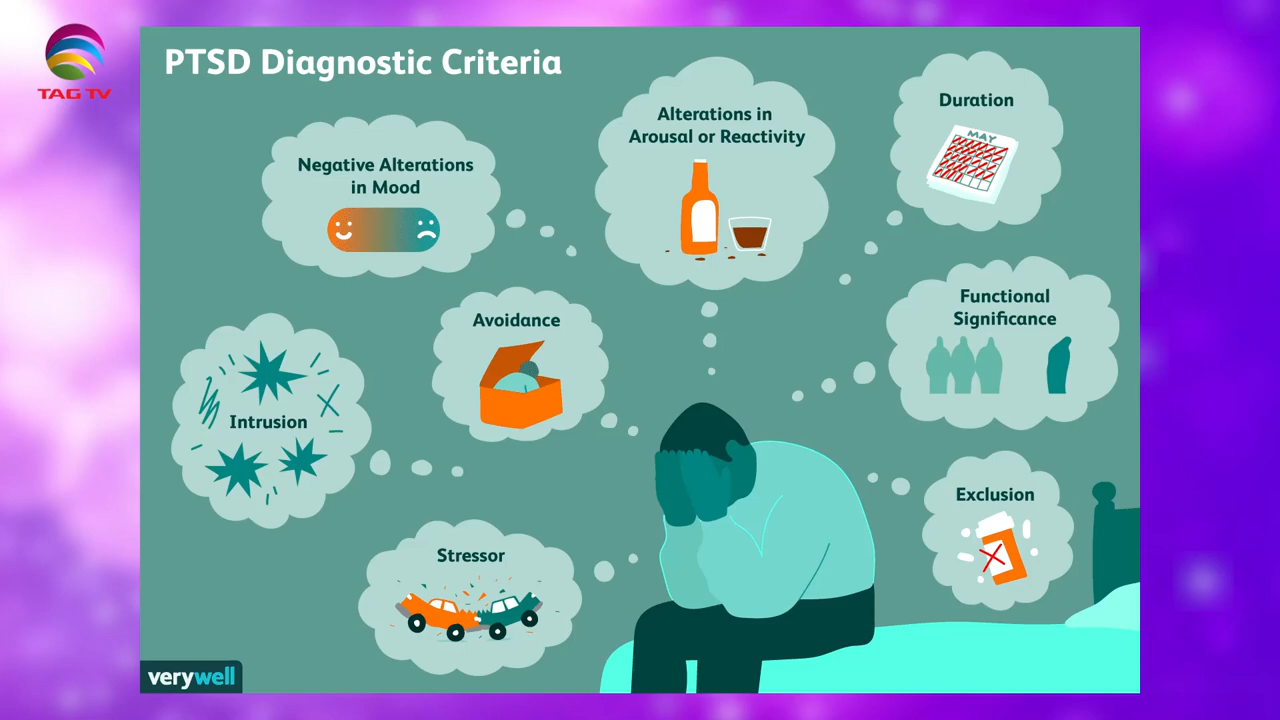 TAG TV
PTSD Diagnostic Criteria
Negative Alterations
in Mood
Alterations in
Arousal or Reactivity
Duration
MAY
Avoidance
Functional
Significance
Intrusion
Exclusion
Stressor
verywell